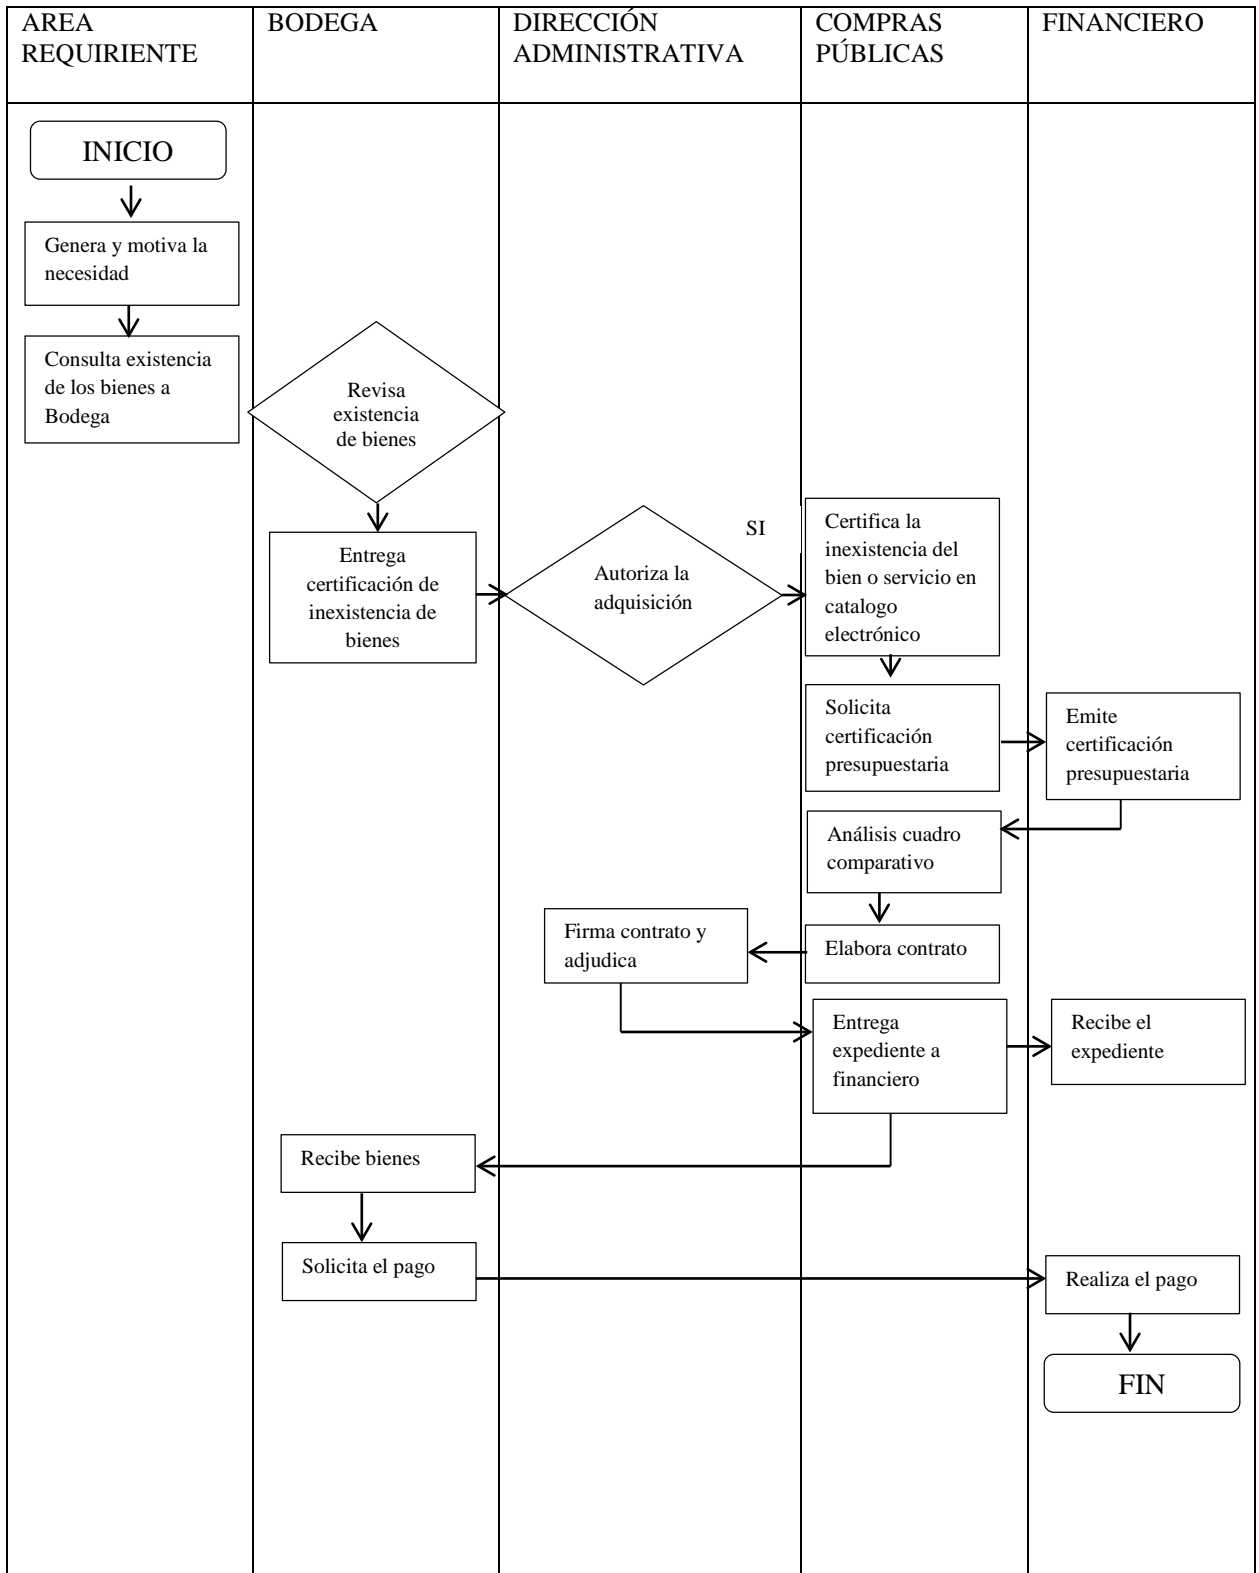 AREA
REQUIRIENTE
BODEGA
DIRECCIÓN
ADMINISTRATIVA
COMPRAS
PÚBLICAS
FINANCIERO
INICIO
Genera y motiva la
necesidad
Consulta existencia
de los bienes a
Bodega
Revisa
existencia
de bienes
Entrega
certificación de
inexistencia de
bienes
Autoriza la
adquisición
SI
Certifica la
inexistencia del
bien o servicio en
catalogo
electrónico
Solicita
certificación
presupuestaria
Emite
certificación
presupuestaria
Análisis cuadro
comparativo
Elabora contrato
Firma contrato y
adjudica
Entrega
expediente a
financiero
Recibe el
expediente
Recibe bienes
Solicita el pago
Realiza el pago
FIN